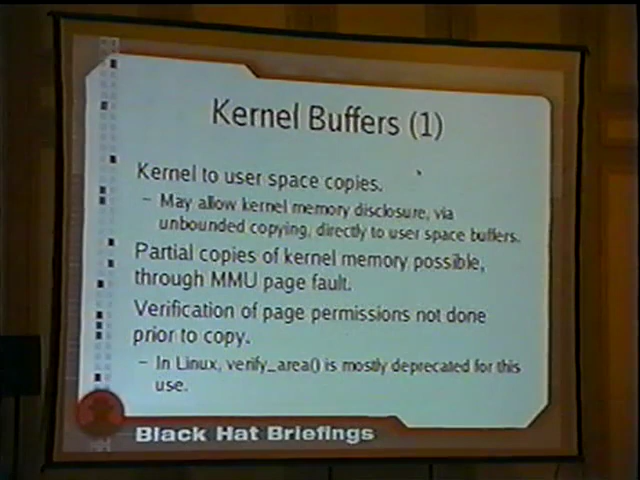 Kernel Buffers (1)
Kernel to user space copies.
– May allow kernel memory disclosure, via
unbounded copying, directly to user space buffers.
Partial copies of kernel memory possible,
through MMU page fault.
Verification of page permissions not done
prior to copy.
– In Linux, verify_area() is mostly deprecated for this
use.
Black Hat Briefings